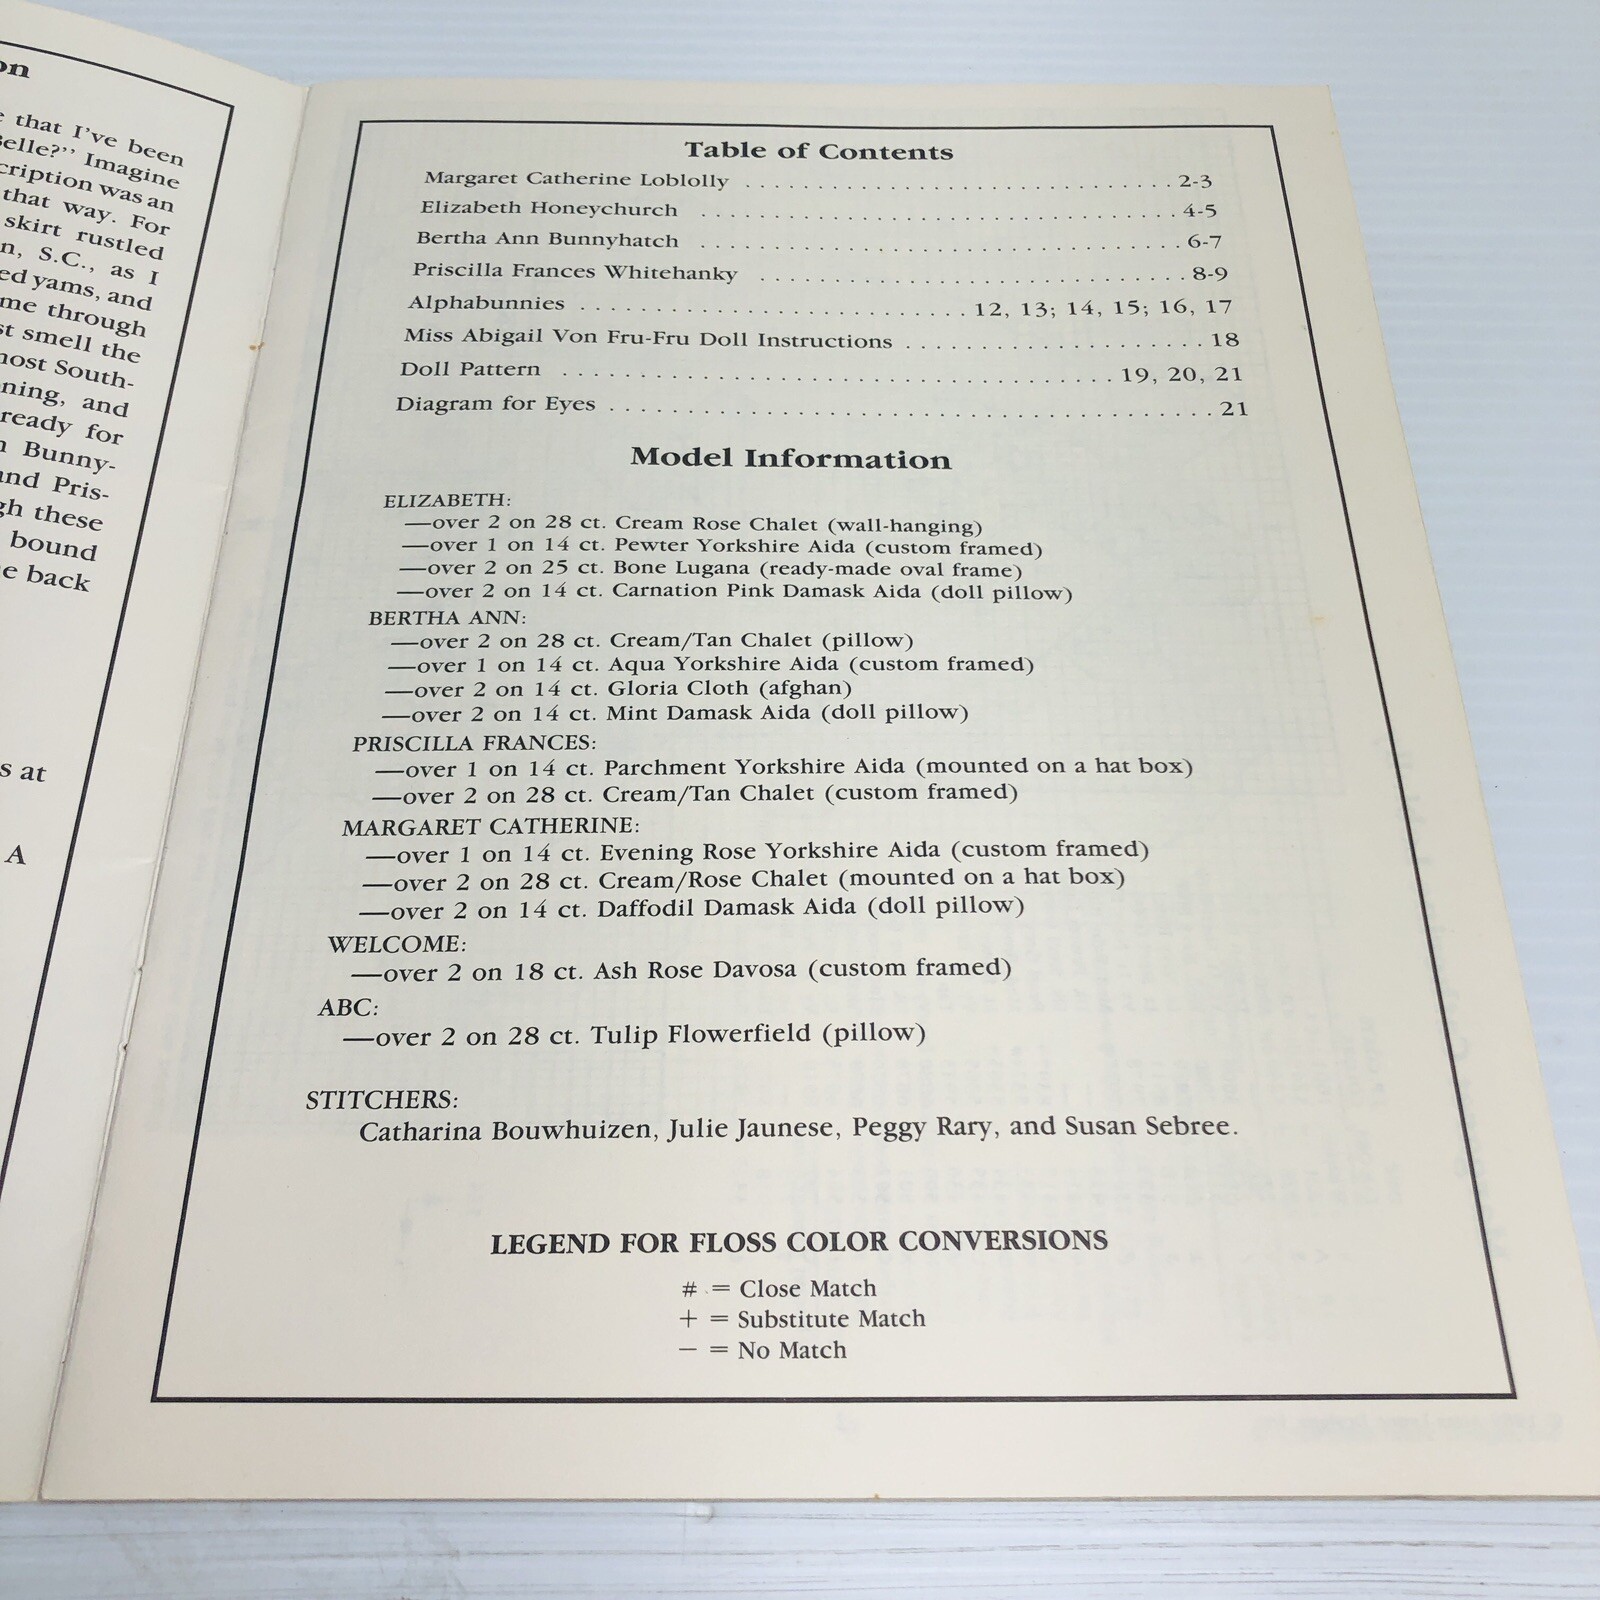 on
e that I've been
Belle?" Imagine
cription was an
that way. For
skirt rustled
n, S.C., as I
ed yams, and
me through
st smell the
most South-
ning, and
ready for
n Bunny-
and Pris-
gh these
bound
e back
s at
A
Table of Contents
Margaret Catherine Loblolly .............................. 2-3
Elizabeth Honeychurch ................................. 4-5
Bertha Ann Bunnyhatch ................................. 6-7
Priscilla Frances Whitehanky .............................. 8-9
Alphabunnies ........................... 12, 13; 14, 15; 16, 17
Miss Abigail Von Fru-Fru Doll Instructions ..................... 18
Doll Pattern ...................................... 19, 20, 21
Diagram for Eyes .......................................... 21
Model Information
ELIZABETH:
—over 2 on 28 ct. Cream Rose Chalet (wall-hanging)
—over 1 on 14 ct. Pewter Yorkshire Aida (custom framed)
—over 2 on 25 ct. Bone Lugana (ready-made oval frame)
—over 2 on 14 ct. Carnation Pink Damask Aida (doll pillow)
BERTHA ANN:
—over 2 on 28 ct. Cream/Tan Chalet (pillow)
—over 1 on 14 ct. Aqua Yorkshire Aida (custom framed)
—over 2 on 14 ct. Gloria Cloth (afghan)
—over 2 on 14 ct. Mint Damask Aida (doll pillow)
PRISCILLA FRANCES:
—over 1 on 14 ct. Parchment Yorkshire Aida (mounted on a hat box)
—over 2 on 28 ct. Cream/Tan Chalet (custom framed)
MARGARET CATHERINE:
—over 1 on 14 ct. Evening Rose Yorkshire Aida (custom framed)
—over 2 on 28 ct. Cream/Rose Chalet (mounted on a hat box)
—over 2 on 14 ct. Daffodil Damask Aida (doll pillow)
WELCOME:
—over 2 on 18 ct. Ash Rose Davosa (custom framed)
ABC:
—over 2 on 28 ct. Tulip Flowerfield (pillow)
STITCHERS:
Catharina Bouwhuizen, Julie Jaunese, Peggy Rary, and Susan Sebree.
LEGEND FOR FLOSS COLOR CONVERSIONS
# = Close Match
+ = Substitute Match
− = No Match